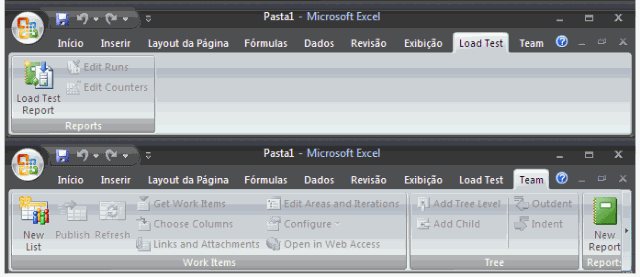 Pasta1 - Microsoft Excel
Início Inserir Layout da Página Fórmulas Dados Revisão Exibição Load Test Team
Edit Runs
Edit Counters
Load Test
Report
Reports
Pasta1 - Microsoft Excel
Início Inserir Layout da Página Fórmulas Dados Revisão Exibição Load Test Team
Get Work Items Edit Areas and Iterations Add Tree Level Outdent
New Publish Refresh Choose Columns Configure Add Child Indent New
List Links and Attachments Open in Web Access Report
Work Items Tree Reports